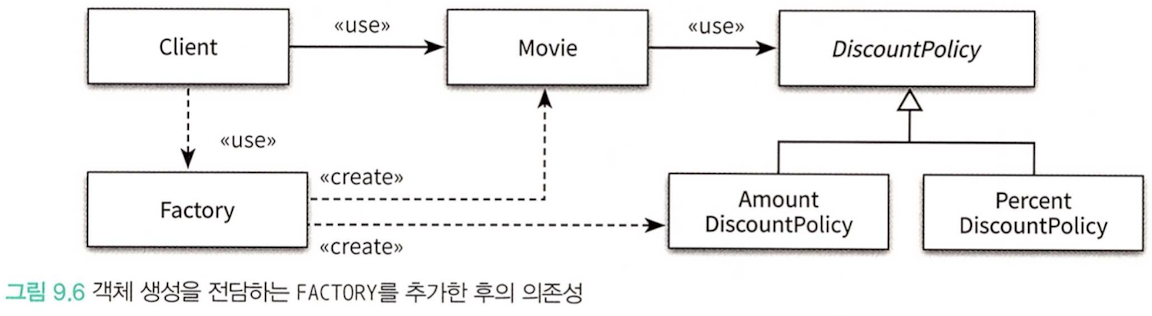 Client
«use»
Movie
«use»
DiscountPolicy
«use»
Factory
«create»
«create»
Amount
DiscountPolicy
Percent
DiscountPolicy
그림 9.6 객체 생성을 전담하는 FACTORY를 추가한 후의 의존성